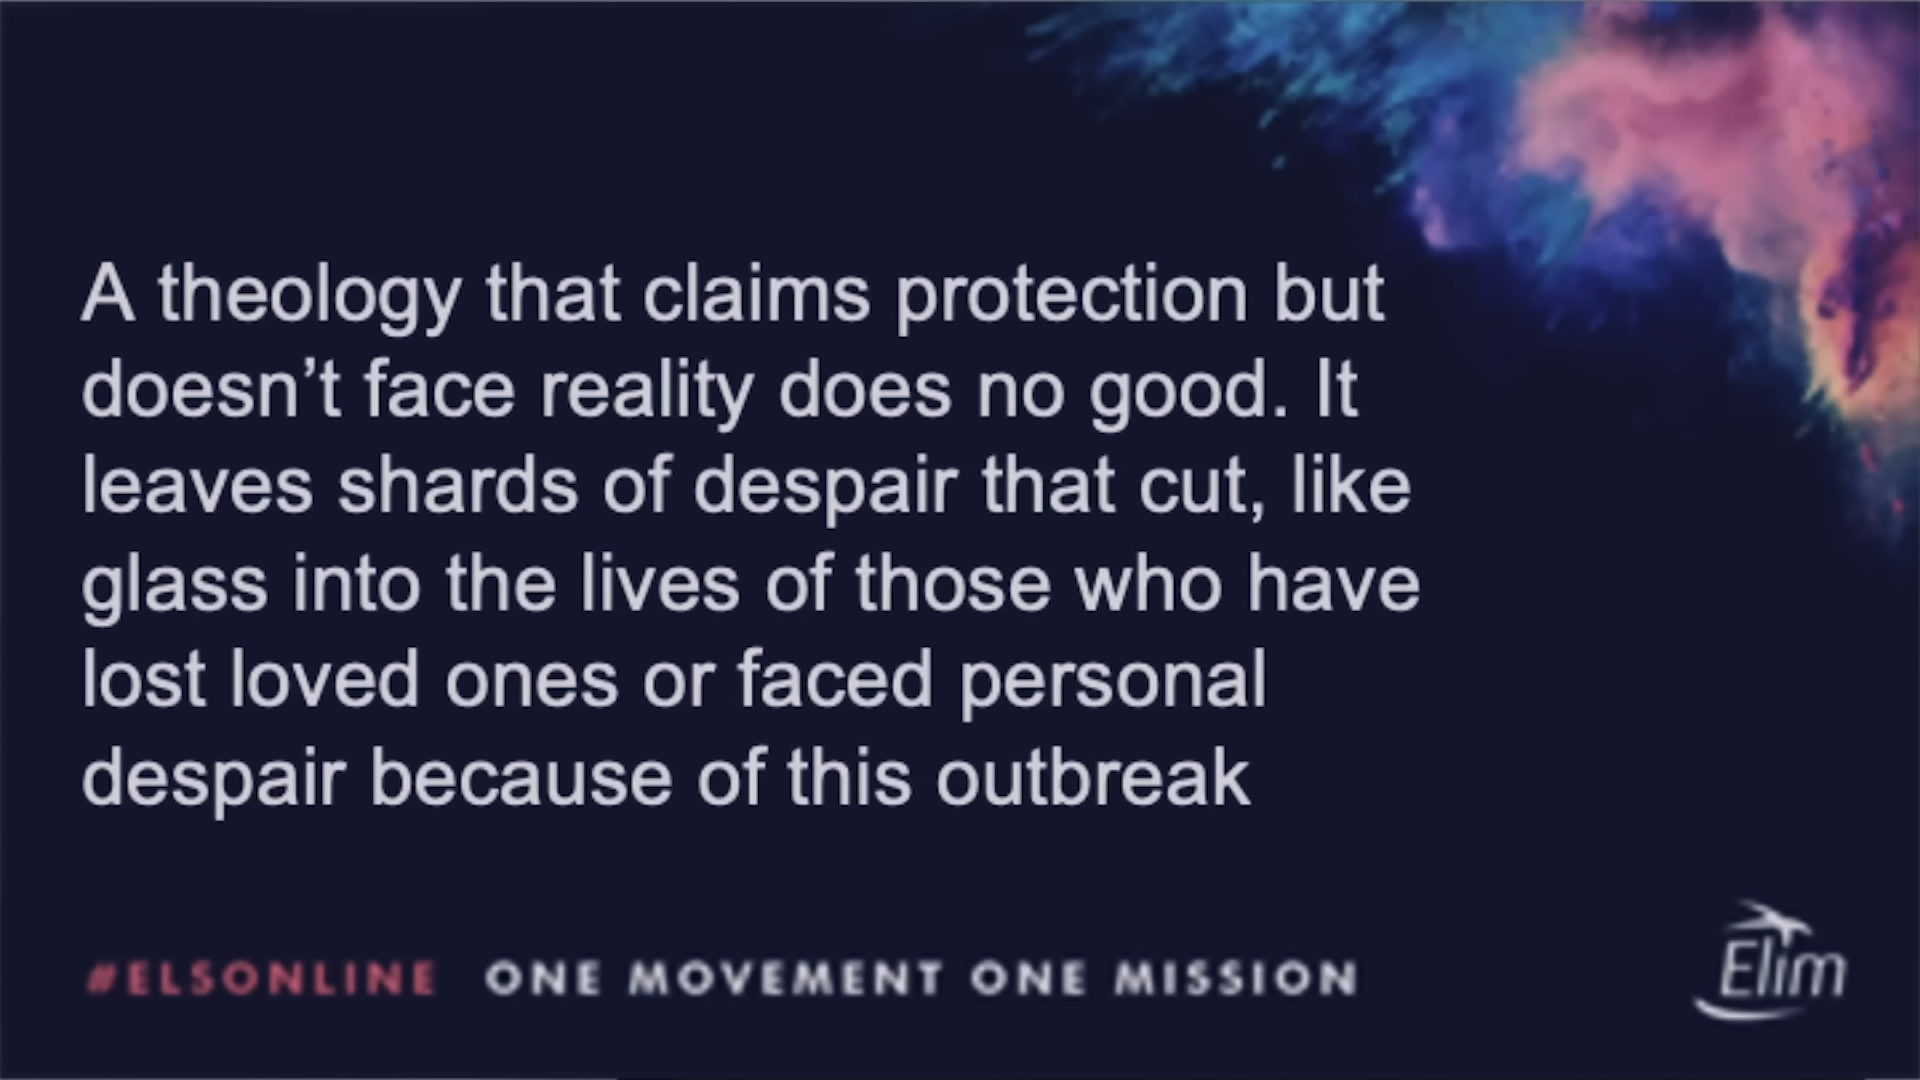 A theology that claims protection but
doesn’t face reality does no good. It
leaves shards of despair that cut, like
glass into the lives of those who have
lost loved ones or faced personal
despair because of this outbreak
#ELSONLINE ONE MOVEMENT ONE MISSION
Elim